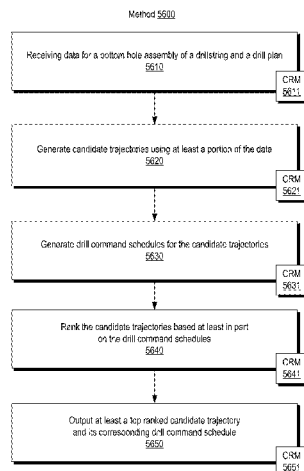 Method 5600
Receiving data for a bottom hole assembly of a drillstring and a drill plan
5610
CRM
5611
Generate candidate trajectories using at least a portion of the data
5620
CRM
5621
Generate drill command schedules for the candidate trajectories
5630
CRM
5631
Rank the candidate trajectories based at least in part
on the drill command schedules
5640
CRM
5641
Output at least a top ranked candidate trajectory
and its corresponding drill command schedule
5650
CRM
5651